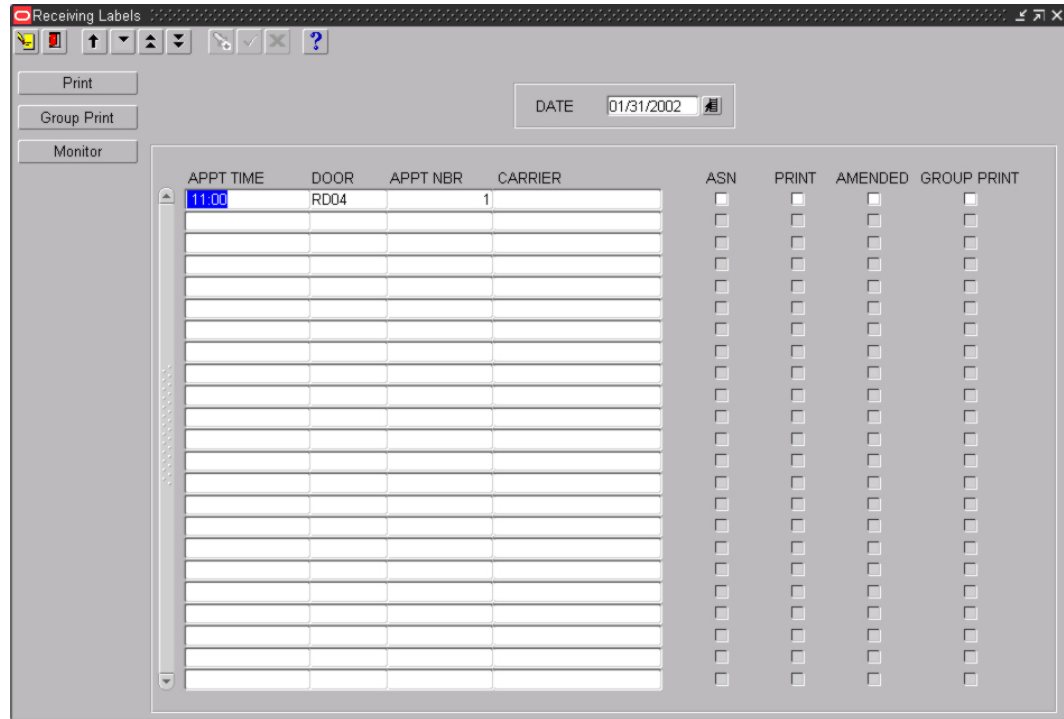 Receiving Labels
?
Print
Group Print
Monitor
DATE 01/31/2002
APPT TIME DOOR APPT NBR CARRIER ASN PRINT AMENDED GROUP PRINT
11:00 RD04 1